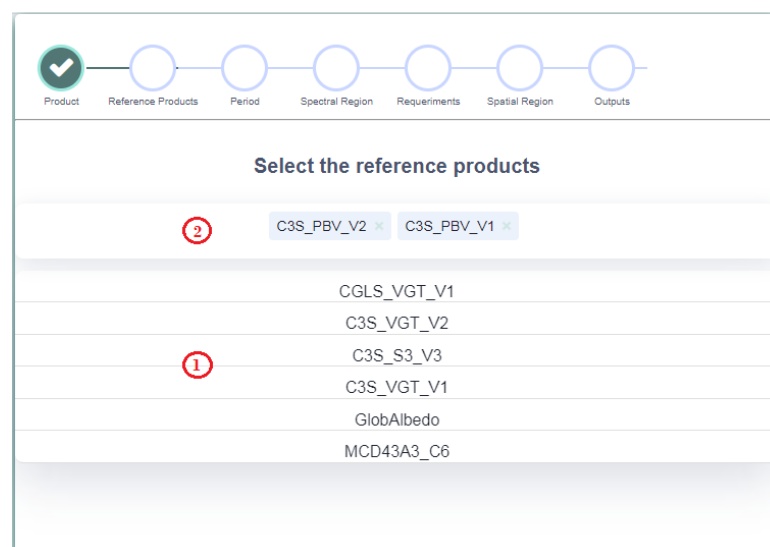 Product Reference Products Period Spectral Region Requeriments Spatial Region Outputs
Select the reference products
2 C3S_PBV_V2 × C3S_PBV_V1 ×
CGLS_VGT_V1
C3S_VGT_V2
C3S_S3_V3
1
C3S_VGT_V1
GlobAlbedo
MCD43A3_C6